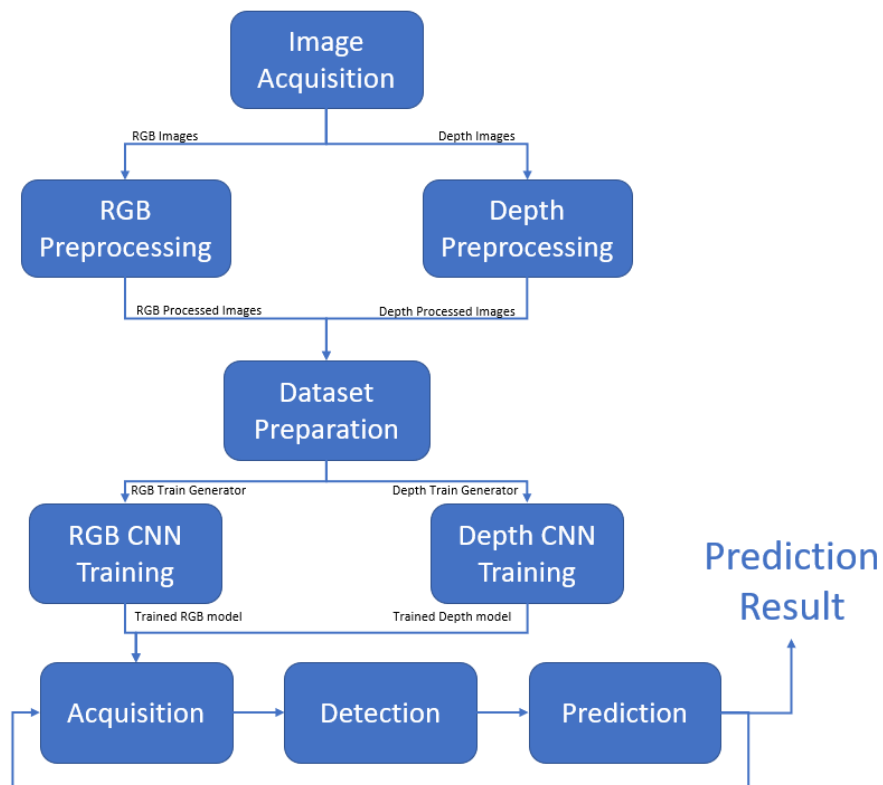 Image
Acquisition
RGB Images
Depth Images
RGB
Preprocessing
Depth
Preprocessing
RGB Processed Images
Depth Processed Images
Dataset
Preparation
RGB Train Generator
Depth Train Generator
RGB CNN
Training
Depth CNN
Training
Prediction
Result
Trained RGB model
Trained Depth model
Acquisition
Detection
Prediction